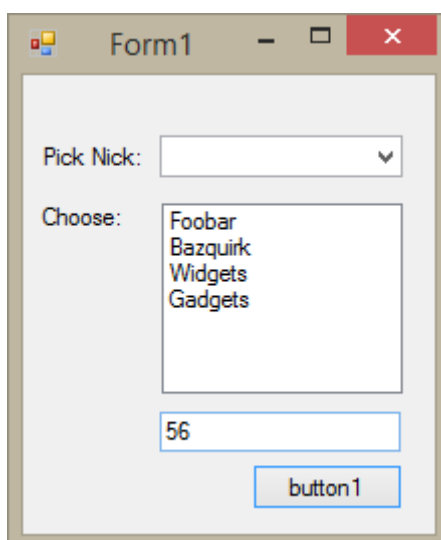 Form1
Pick Nick:
Choose:
Foobar
Bazquirk
Widgets
Gadgets
56
button1